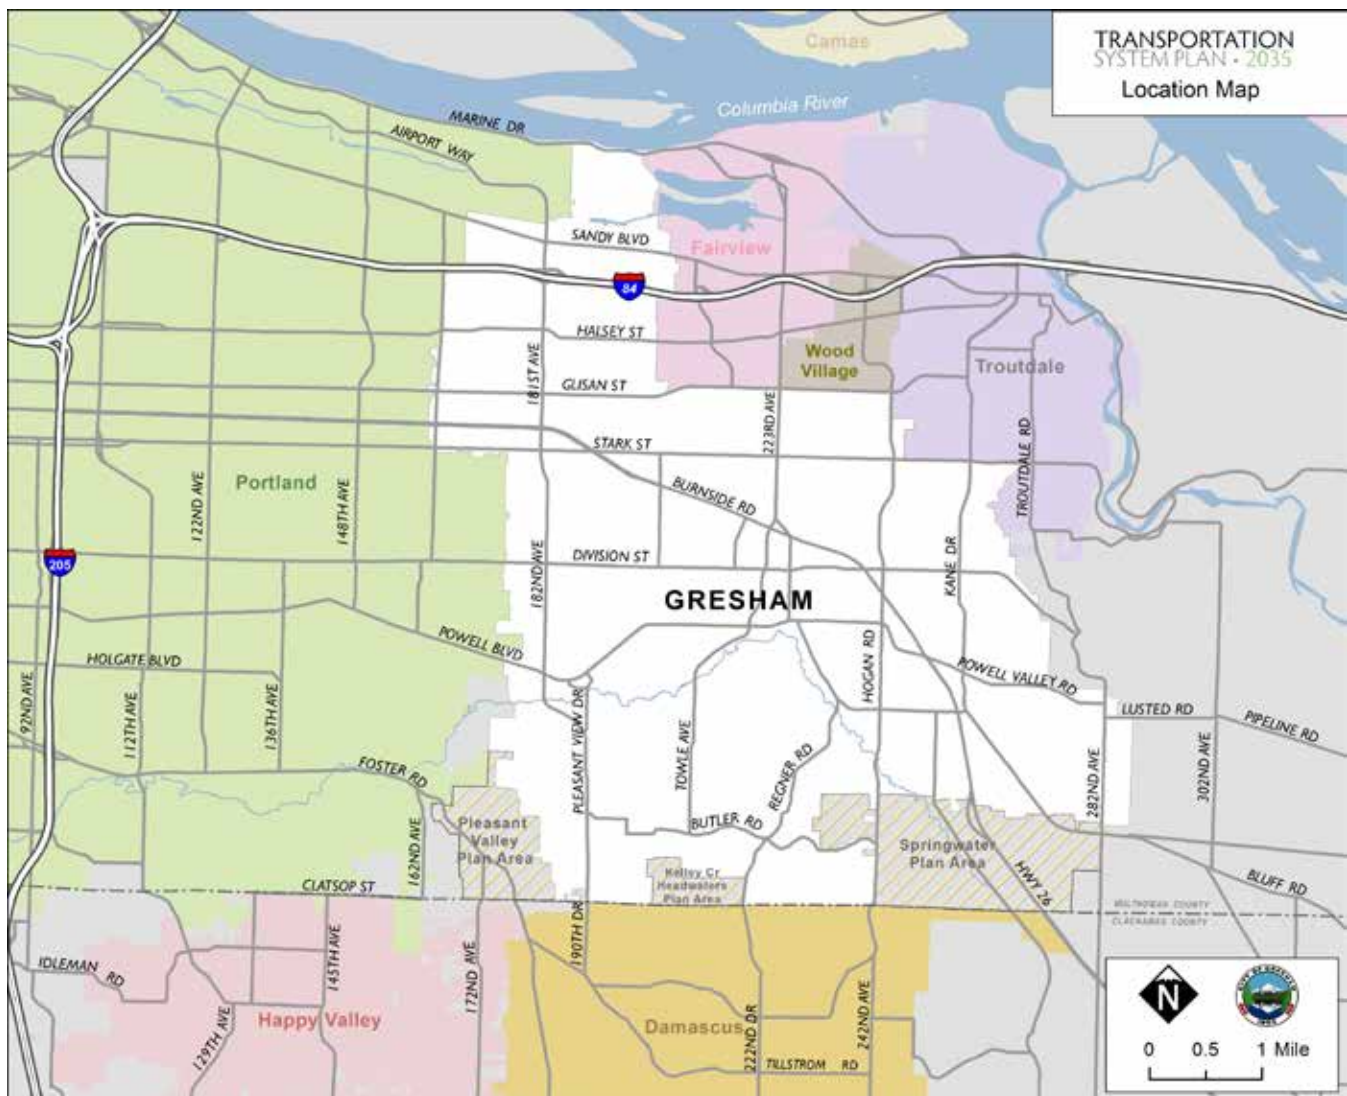 Camas
TRANSPORTATION
SYSTEM PLAN • 2035
Location Map
Columbia River
MARINE DR
AIRPORT WAY
SANDY BLVD
Fairview
84
HALSEY ST
Wood
Village
Troutdale
181ST AVE
GLISAN ST
223RD AVE
STARK ST
TROUTDALE RD
Portland
122ND AVE
148TH AVE
BURNSIDE RD
205
DIVISION ST
182ND AVE
KANE DR
GRESHAM
POWELL BLVD
HOGAN RD
HOLGATE BLVD
POWELL VALLEY RD
92ND AVE
112TH AVE
136TH AVE
PLEASANT VIEW DR
TOWLE AVE
REGNER RD
LUSTED RD
PIPELINE RD
282ND AVE
302ND AVE
FOSTER RD
BUTLER RD
Pleasant
Valley
Plan Area
Springwater
Plan Area
162ND AVE
Kelley Cr
Headwaters
Plan Area
HWY 26
BLUFF RD
CLATSOP ST
MULTNOMAH COUNTY
CLACKAMAS COUNTY
190TH DR
145TH AVE
172ND AVE
IDLEMAN RD
129TH AVE
Happy Valley
Damascus
222ND DR
242ND AVE
TILLSTROM RD
N
CITY OF GRESHAM
0 0.5 1 Mile